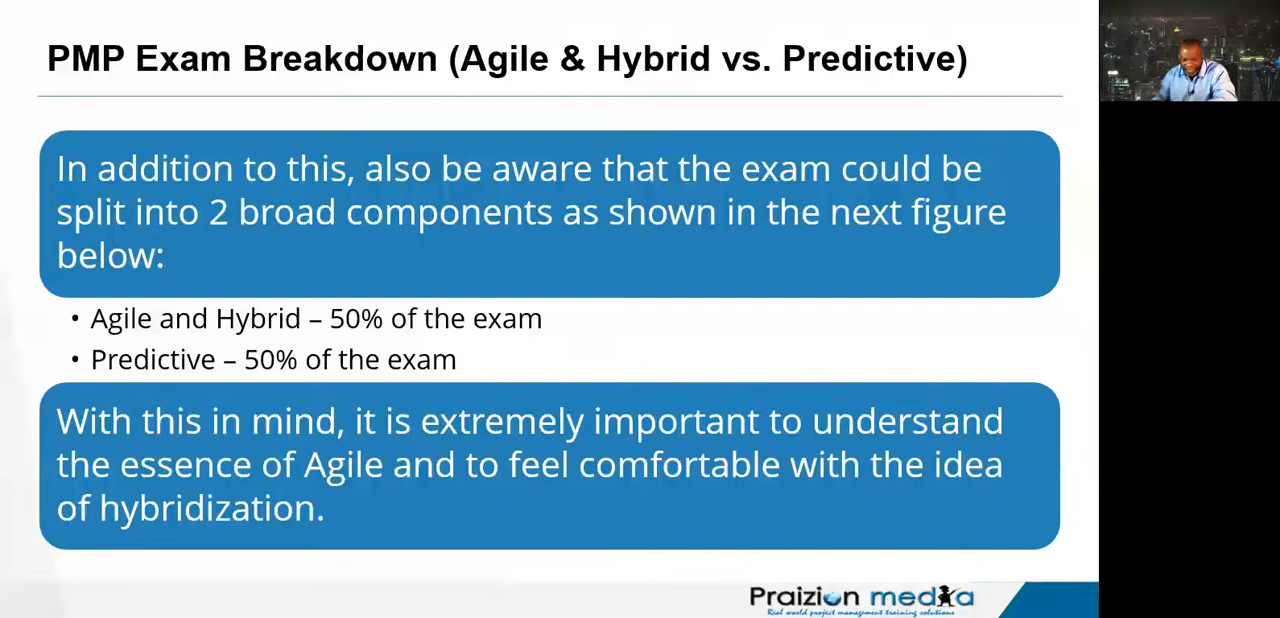 PMP Exam Breakdown (Agile & Hybrid vs. Predictive)
In addition to this, also be aware that the exam could be
split into 2 broad components as shown in the next figure
below:
• Agile and Hybrid – 50% of the exam
• Predictive – 50% of the exam
With this in mind, it is extremely important to understand
the essence of Agile and to feel comfortable with the idea
of hybridization.
Praizion media
Real world project management training solutions